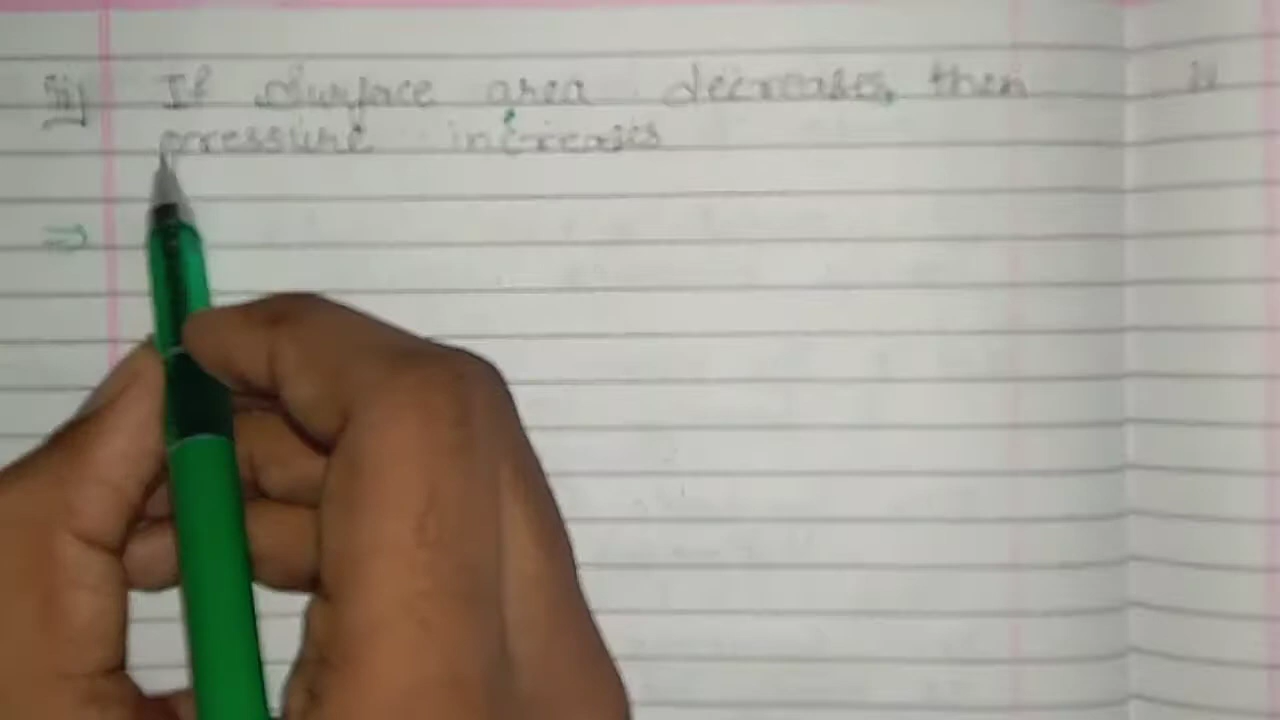 If surface area decreases, then
pressure increases
⇒